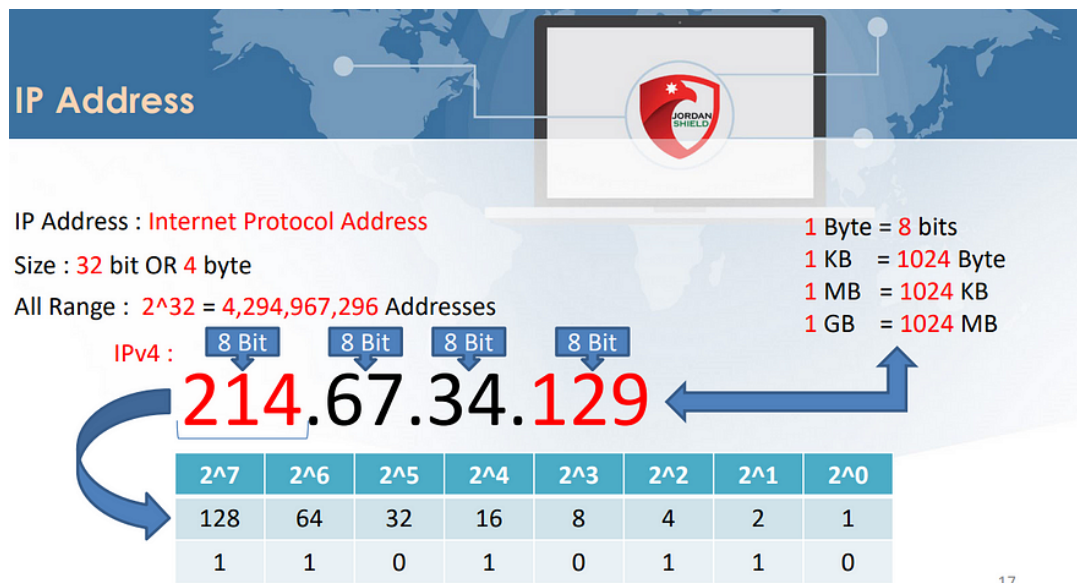 IP Address
JORDAN
SHIELD
IP Address : Internet Protocol Address
Size : 32 bit OR 4 byte
All Range : 2^32 = 4,294,967,296 Addresses
1 Byte = 8 bits
1 KB = 1024 Byte
1 MB = 1024 KB
1 GB = 1024 MB
IPv4 :
8 Bit 8 Bit 8 Bit 8 Bit
214.67.34.129
2^7 2^6 2^5 2^4 2^3 2^2 2^1 2^0
128 64 32 16 8 4 2 1
1 1 0 1 0 1 1 0
17